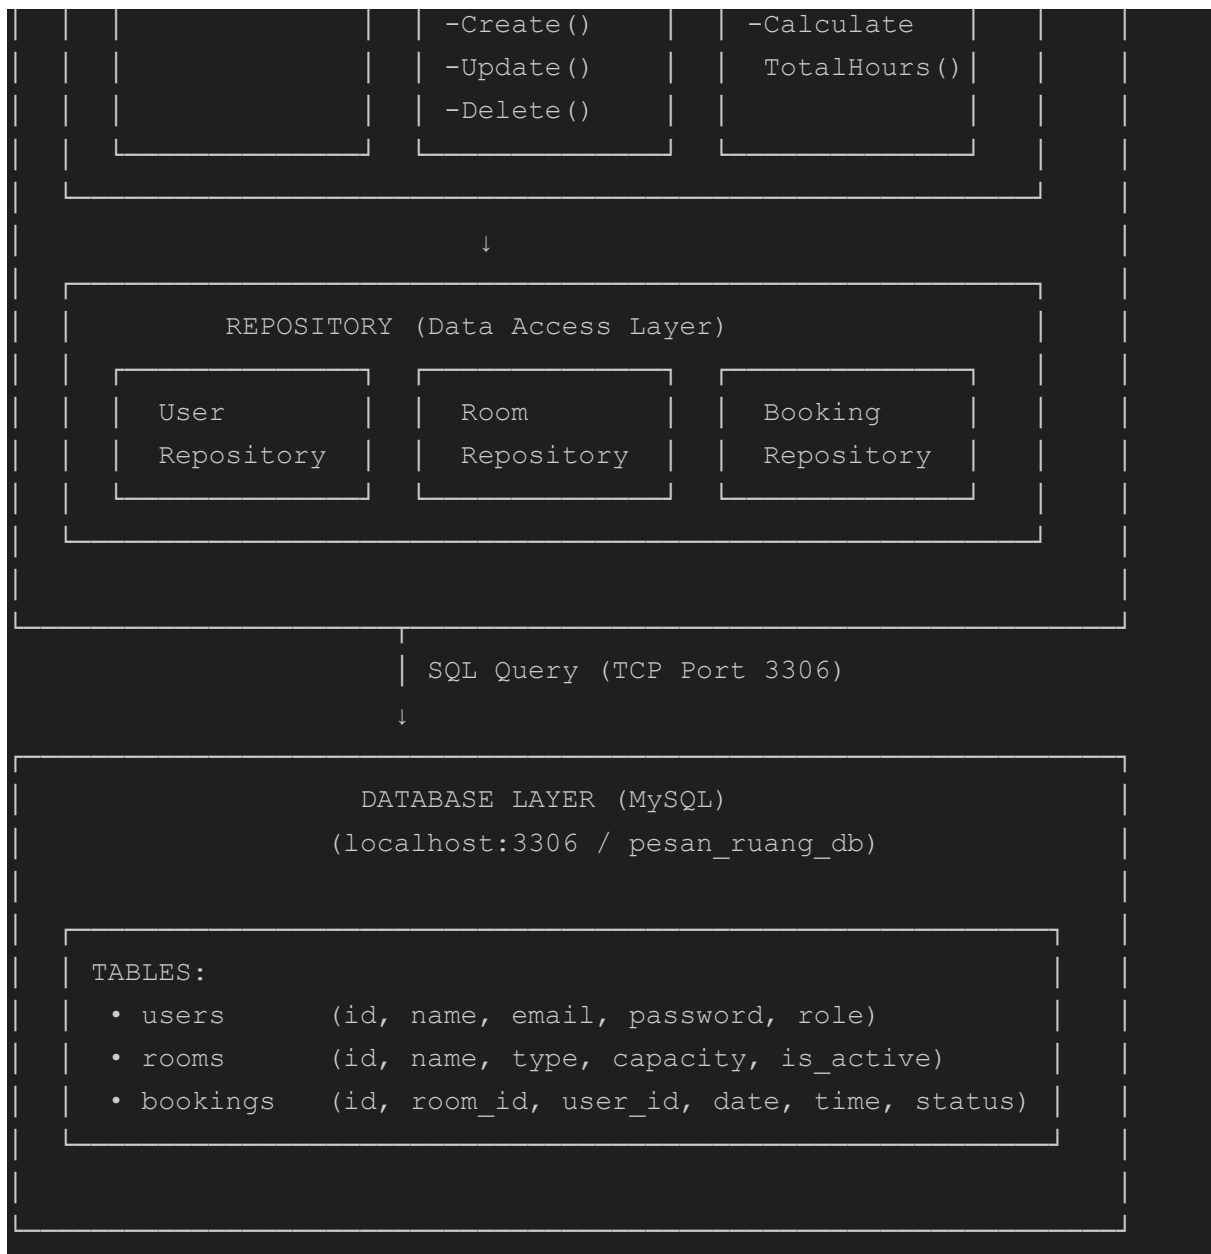 -Create() -Calculate
-Update() TotalHours()
-Delete()
↓
REPOSITORY (Data Access Layer)
User Room Booking
Repository Repository Repository
SQL Query (TCP Port 3306)
↓
DATABASE LAYER (MySQL)
(localhost:3306 / pesan_ruang_db)
TABLES:
• users (id, name, email, password, role)
• rooms (id, name, type, capacity, is_active)
• bookings (id, room_id, user_id, date, time, status)